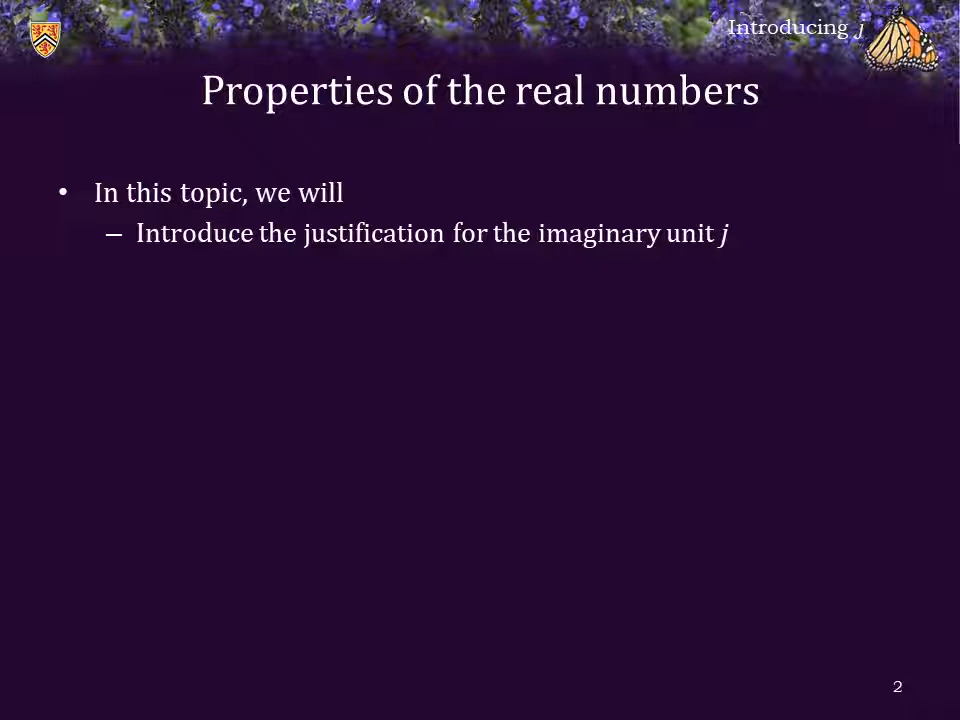 Introducing j
Properties of the real numbers
• In this topic, we will
– Introduce the justification for the imaginary unit j
2